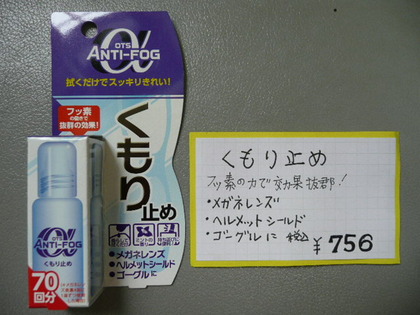 OTS
ANTI-FOG
α
拭くだけでスッキリきれい!
フッ素
の働きで
抜群の効果!
くもり止め
・メガネレンズ
・ヘルメットシールド
・ゴーグルに
OTS
ANTI-FOG
くもり止め
70
回分
くもり止め
フッ素の力で効果抜群!
・メガネレンズ
・ヘルメットシールド
・ゴーグルに 税込 ¥756